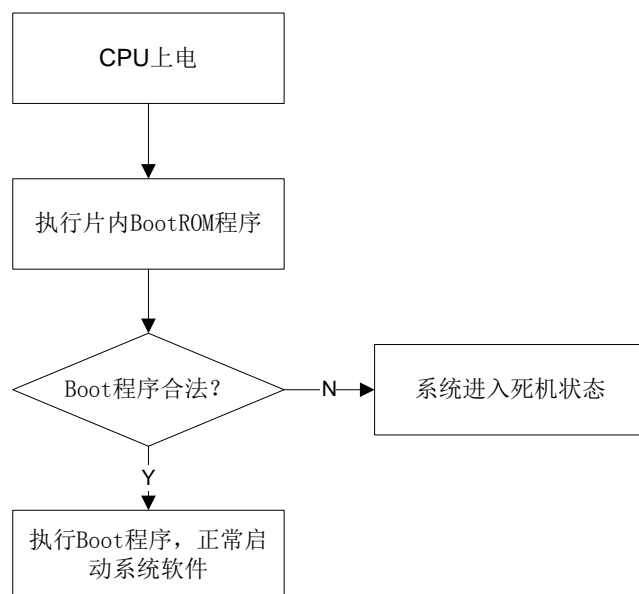 CPU上电
执行片内BootROM程序
Boot程序合法？
N
系统进入死机状态
Y
执行Boot程序，正常启
动系统软件